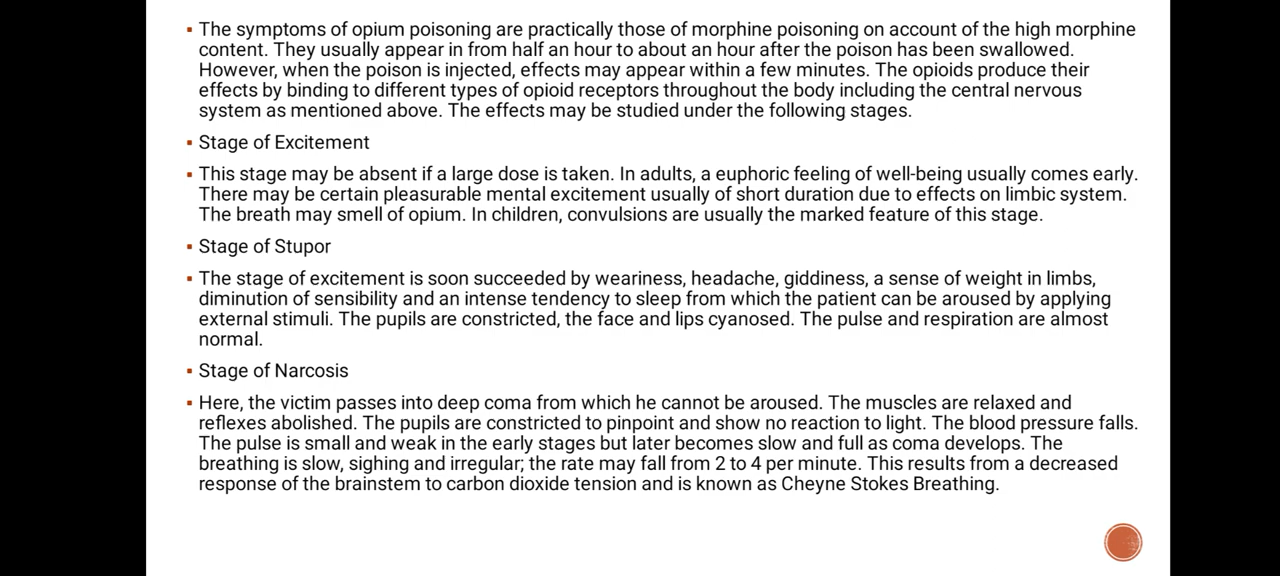 ▪ The symptoms of opium poisoning are practically those of morphine poisoning on account of the high morphine
content. They usually appear in from half an hour to about an hour after the poison has been swallowed.
However, when the poison is injected, effects may appear within a few minutes. The opioids produce their
effects by binding to different types of opioid receptors throughout the body including the central nervous
system as mentioned above. The effects may be studied under the following stages.
▪ Stage of Excitement
▪ This stage may be absent if a large dose is taken. In adults, a euphoric feeling of well-being usually comes early.
There may be certain pleasurable mental excitement usually of short duration due to effects on limbic system.
The breath may smell of opium. In children, convulsions are usually the marked feature of this stage.
▪ Stage of Stupor
▪ The stage of excitement is soon succeeded by weariness, headache, giddiness, a sense of weight in limbs,
diminution of sensibility and an intense tendency to sleep from which the patient can be aroused by applying
external stimuli. The pupils are constricted, the face and lips cyanosed. The pulse and respiration are almost
normal.
▪ Stage of Narcosis
▪ Here, the victim passes into deep coma from which he cannot be aroused. The muscles are relaxed and
reflexes abolished. The pupils are constricted to pinpoint and show no reaction to light. The blood pressure falls.
The pulse is small and weak in the early stages but later becomes slow and full as coma develops. The
breathing is slow, sighing and irregular; the rate may fall from 2 to 4 per minute. This results from a decreased
response of the brainstem to carbon dioxide tension and is known as Cheyne Stokes Breathing.